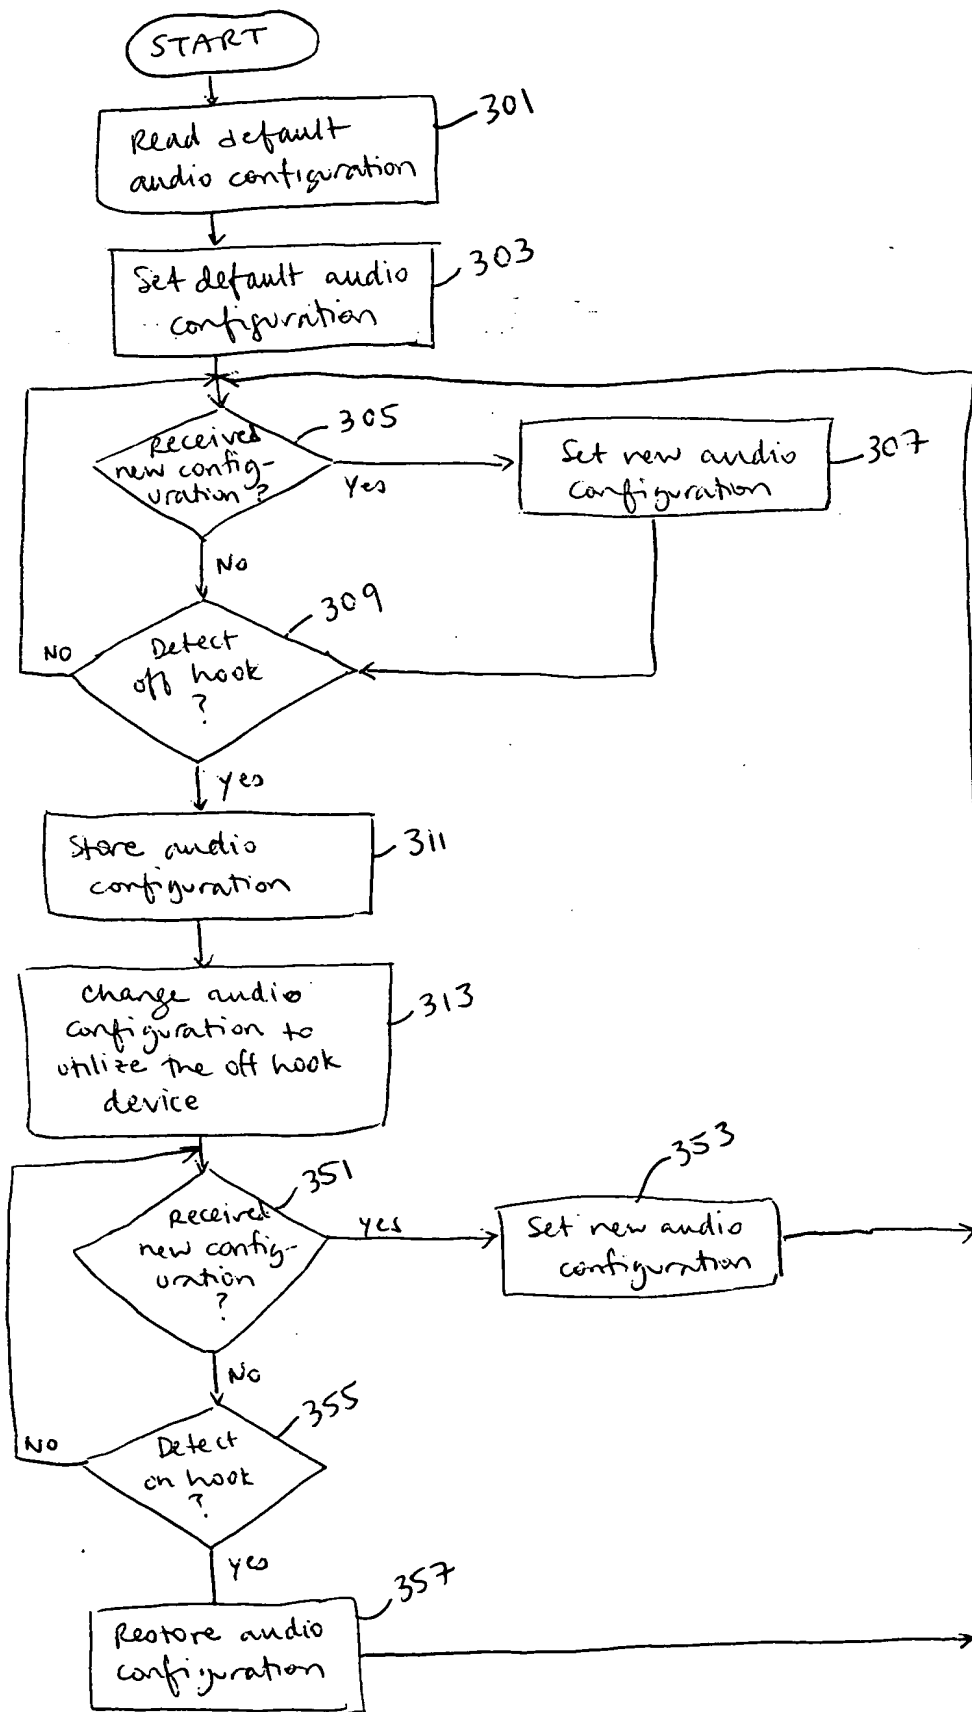 START
301
Read default
audio configuration
303
Set default audio
configuration
305
Received
new config-
uration?
Yes
Set new audio
configuration
307
No
309
Detect
off hook
?
NO
Yes
Store audio
configuration
311
Change audio
configuration to
utilize the off hook
device
313
351
Received
new config-
uration
?
yes
353
Set new audio
configuration
No
355
Detect
on hook
?
NO
yes
357
Restore audio
configuration